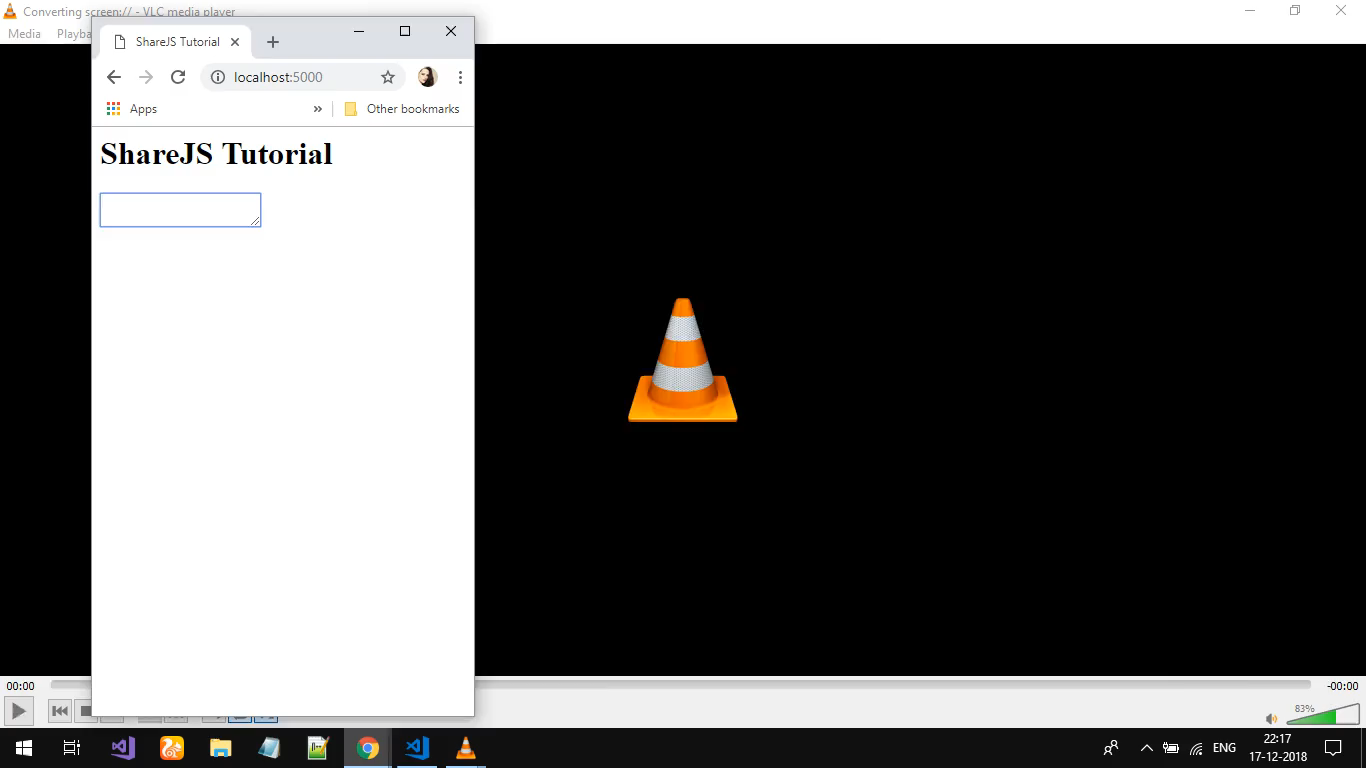 Converting screen:// - VLC media player
Media Playba
ShareJS Tutorial
localhost:5000
Apps
» Other bookmarks
ShareJS Tutorial
00:00
-00:00
83%
ENG
22:17
17-12-2018